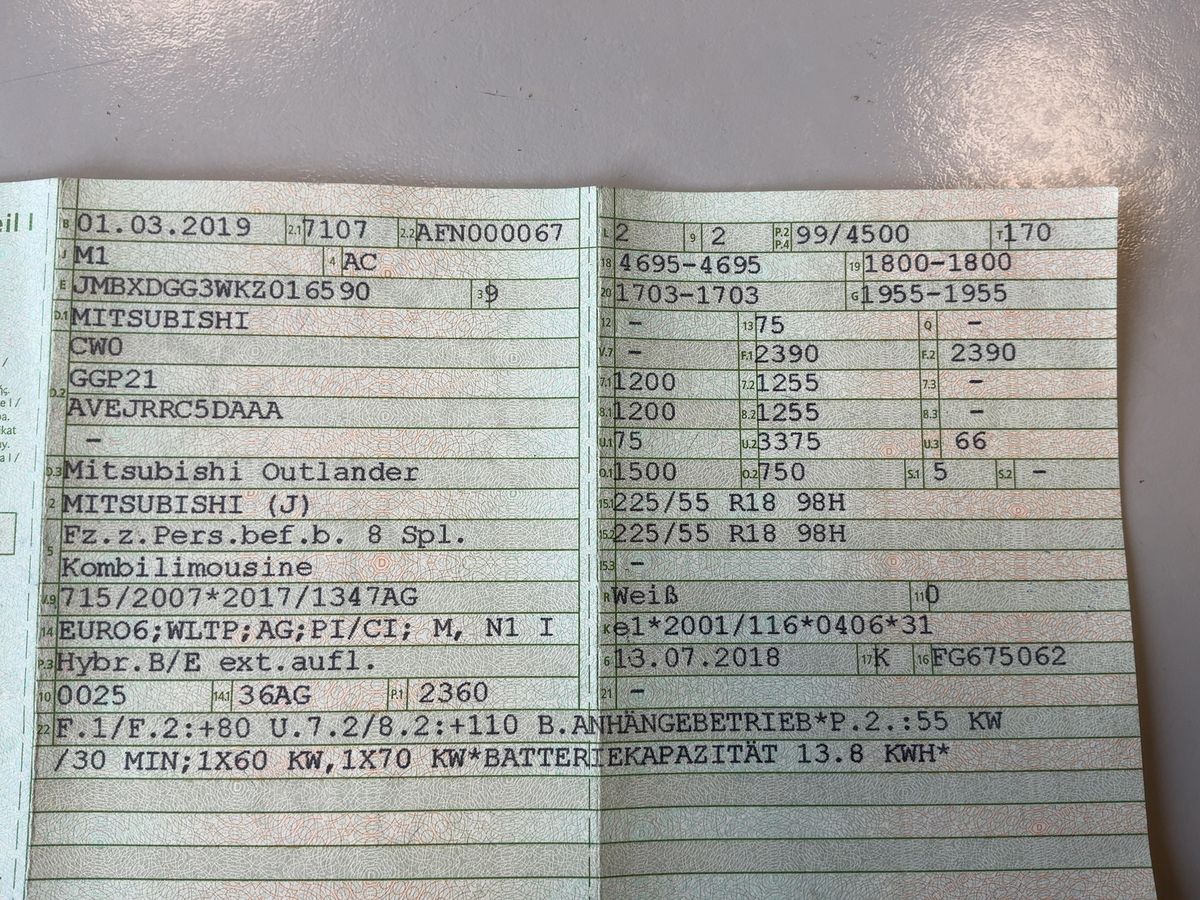 eil I
B 01.03.2019 2.1 7107 2.2 AFN000067
J M1 4 AC
E JMBXDGG3WKZ016590 3 9
D.1 MITSUBISHI
CW0
D.2 GGP21
AVEJRRC5DAAA
–
D.3 Mitsubishi Outlander
2 MITSUBISHI (J)
5 Fz.z.Pers.bef.b. 8 Spl.
Kombilimousine
V.9 715/2007*2017/1347AG
14 EURO6;WLTP;AG;PI/CI; M, N1 I
P.3 Hybr.B/E ext.aufl.
10 0025 14.1 36AG P.1 2360
L 2 9 2 P.2 P.4 99/4500 T 170
18 4695-4695 19 1800-1800
20 1703-1703 G 1955-1955
12 – 13 75 Q –
V.7 – F.1 2390 F.2 2390
7.1 1200 7.2 1255 7.3 –
8.1 1200 8.2 1255 8.3 –
U.1 75 U.2 3375 U.3 66
O.1 1500 O.2 750 S.1 5 S.2 –
15.1 225/55 R18 98H
15.2 225/55 R18 98H
15.3 –
R Weiß 11 0
K e1*2001/116*0406*31
6 13.07.2018 17 K 16 FG675062
21 –
22 F.1/F.2:+80 U.7.2/8.2:+110 B.ANHÄNGEBETRIEB*P.2.:55 KW
/30 MIN;1X60 KW,1X70 KW*BATTERIEKAPAZITÄT 13.8 KWH*